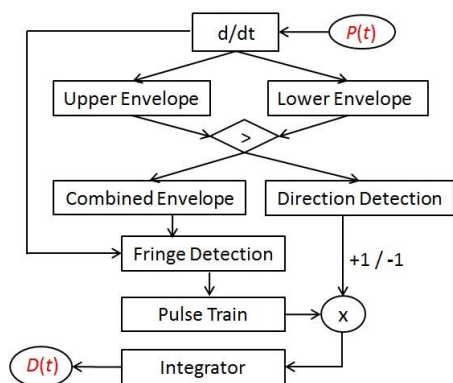 d/dt
P(t)
Upper Envelope
Lower Envelope
>
Combined Envelope
Direction Detection
Fringe Detection
+1 / -1
Pulse Train
x
D(t)
Integrator